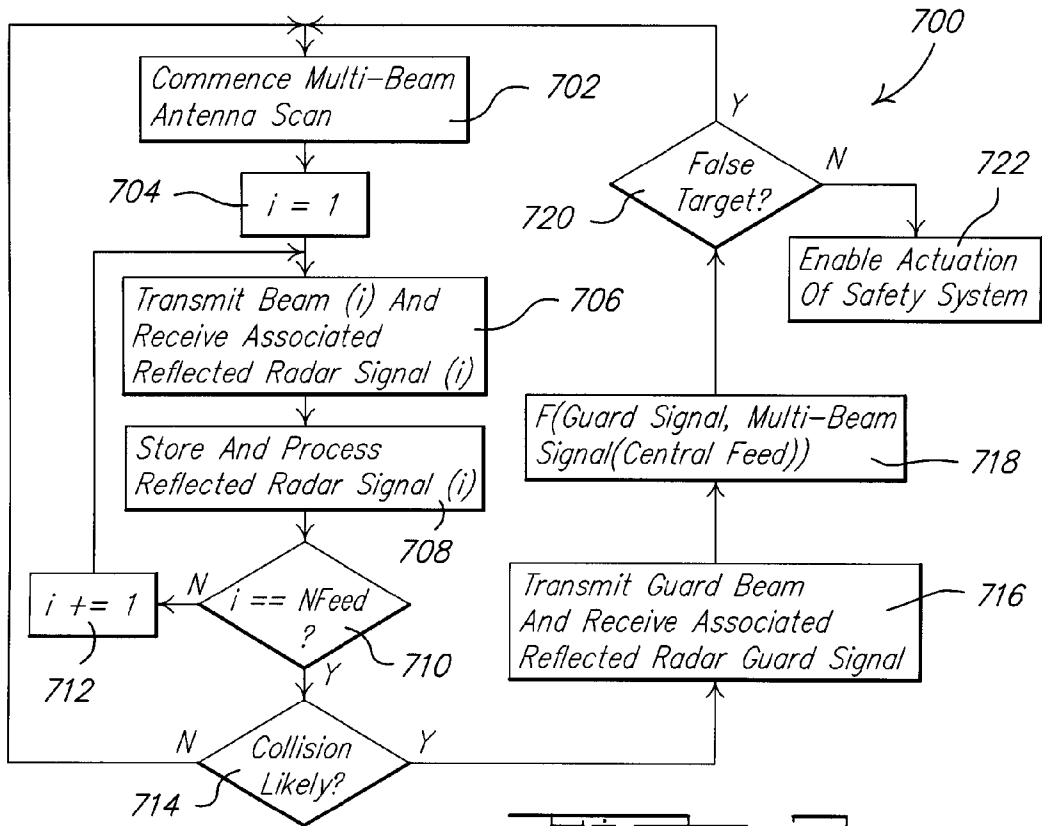 700
Commence Multi-Beam
Antenna Scan
702
704
i = 1
Transmit Beam (i) And
Receive Associated
Reflected Radar Signal (i)
706
Store And Process
Reflected Radar Signal (i)
708
i == NFeed
?
710
N
Y
i += 1
712
Collision
Likely?
714
N
Y
Transmit Guard Beam
And Receive Associated
Reflected Radar Guard Signal
716
F(Guard Signal, Multi-Beam
Signal(Central Feed))
718
False
Target?
720
Y
N
Enable Actuation
Of Safety System
722